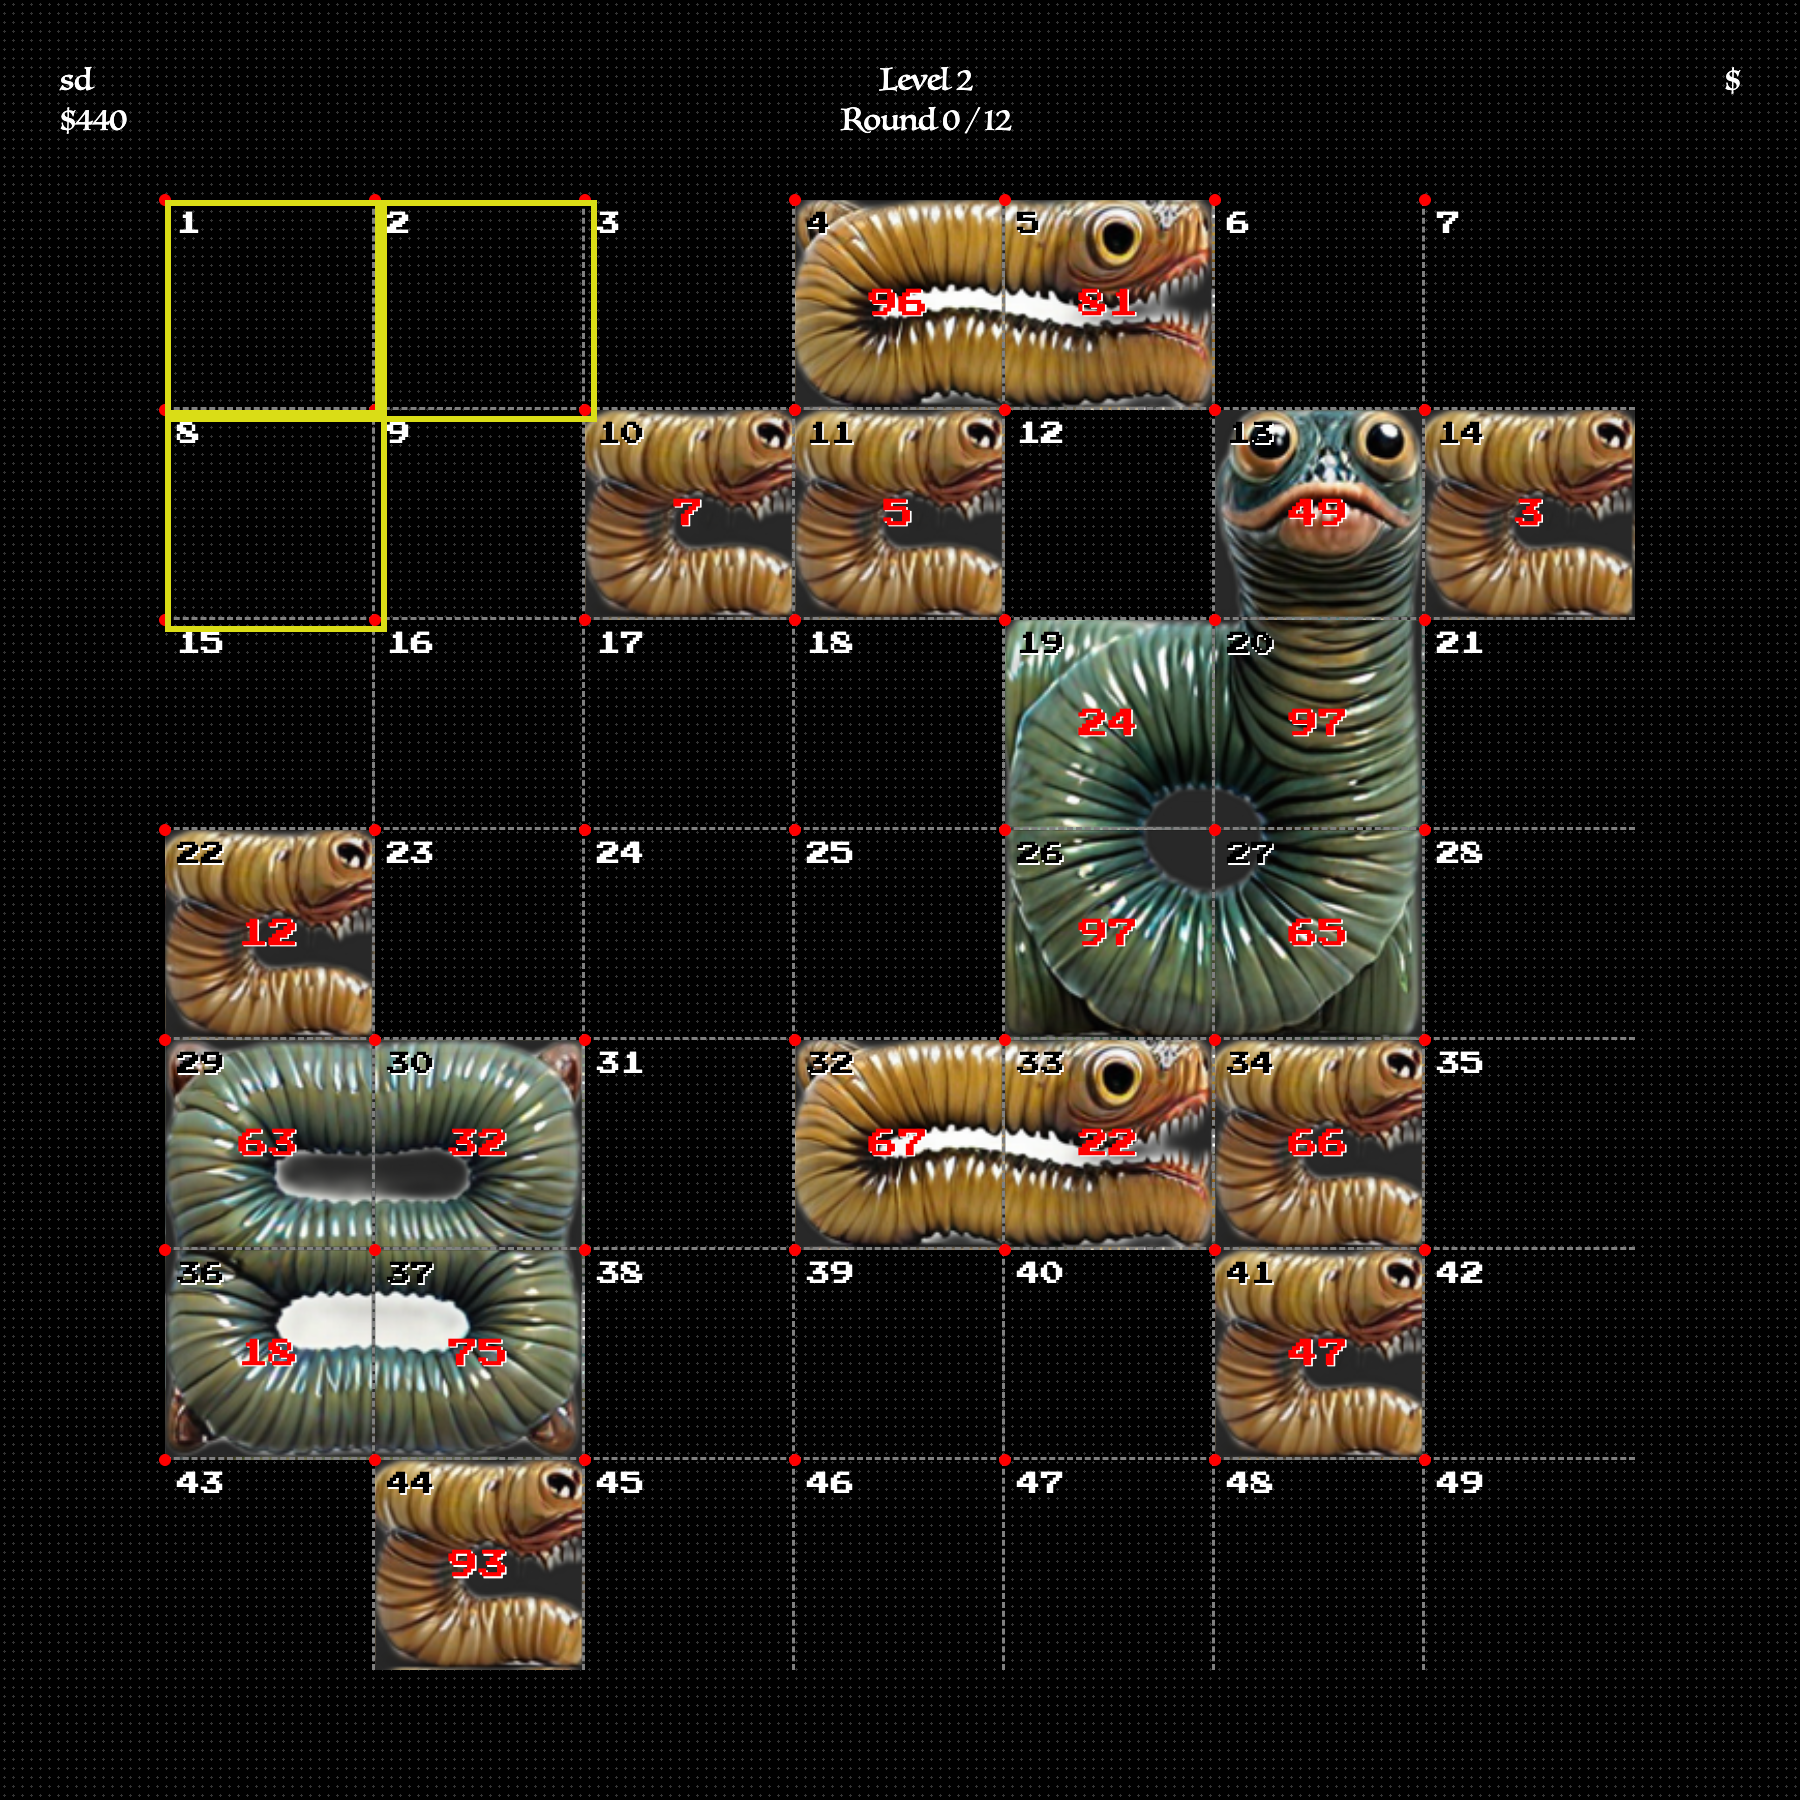 sd
Level 2
$
$440
Round 0 / 12
1 2 3 4 5 6 7
96 81
8 9 10 11 12 13 14
7 5 49 3
15 16 17 18 19 20 21
24 97
22 23 24 25 26 27 28
12 97 65
29 30 31 32 33 34 35
63 32 67 22 66
36 37 38 39 40 41 42
18 75 47
43 44 45 46 47 48 49
93